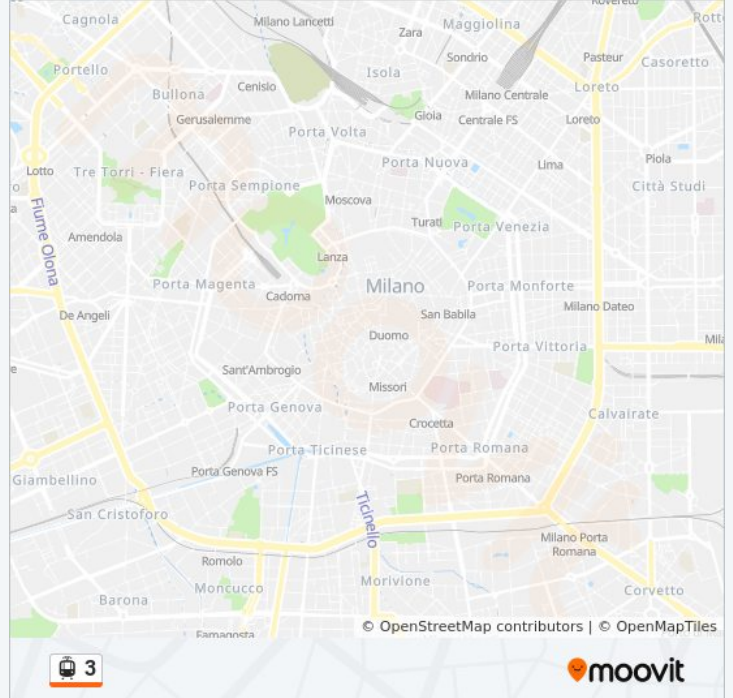 Rovereto
Cagnola
Milano Lancetti
Zara
Maggiolina
Rott
Sondrio
Pasteur
Casoretto
Portello
Isola
Cenisio
Loreto
Bullona
Milano Centrale
Gerusalemme
Gioia
Centrale FS
Loreto
Porta Volta
Porta Nuova
Lima
Piola
Lotto
Tre Torri - Fiera
Porta Sempione
Città Studi
o
a
Moscova
Turati
Porta Venezia
Fiume Olona
Amendola
Lanza
Porta Magenta
Cadorna
Milano
Porta Monforte
De Angeli
San Babila
Milano Dateo
Duomo
Porta Vittoria
Mila
e
Sant'Ambrogio
Missori
Porta Genova
Crocetta
Calvairate
Porta Ticinese
Porta Romana
Giambellino
Porta Genova FS
Porta Romana
San Cristoforo
Ticinello
Milano Porta
Romana
Romolo
Moncucco
Morivione
Corvetto
Barona
Famagosta
© OpenStreetMap contributors | © OpenMapTiles
3
moovit